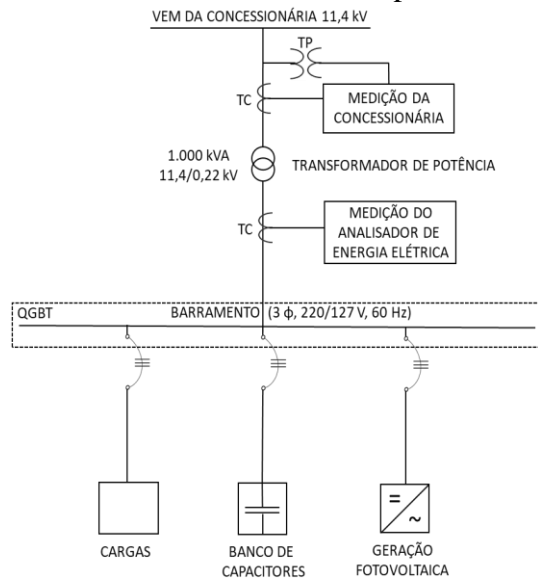 VEM DA CONCESSIONÁRIA 11,4 kV
TP
TC
MEDIÇÃO DA
CONCESSIONÁRIA
1.000 kVA
11,4/0,22 kV
TRANSFORMADOR DE POTÊNCIA
TC
MEDIÇÃO DO
ANALISADOR DE
ENERGIA ELÉTRICA
QGBT
BARRAMENTO (3 ϕ, 220/127 V, 60 Hz)
CARGAS
BANCO DE
CAPACITORES
GERAÇÃO
FOTOVOLTAICA